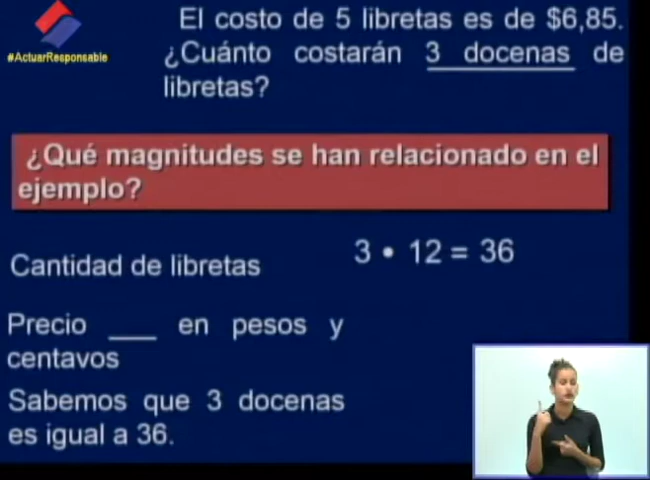 #ActuarResponsable
El costo de 5 libretas es de $6,85.
¿Cuánto costarán 3 docenas de
libretas?
¿Qué magnitudes se han relacionado en el
ejemplo?
Cantidad de libretas
3 • 12 = 36
Precio ___ en pesos y
centavos
Sabemos que 3 docenas
es igual a 36.